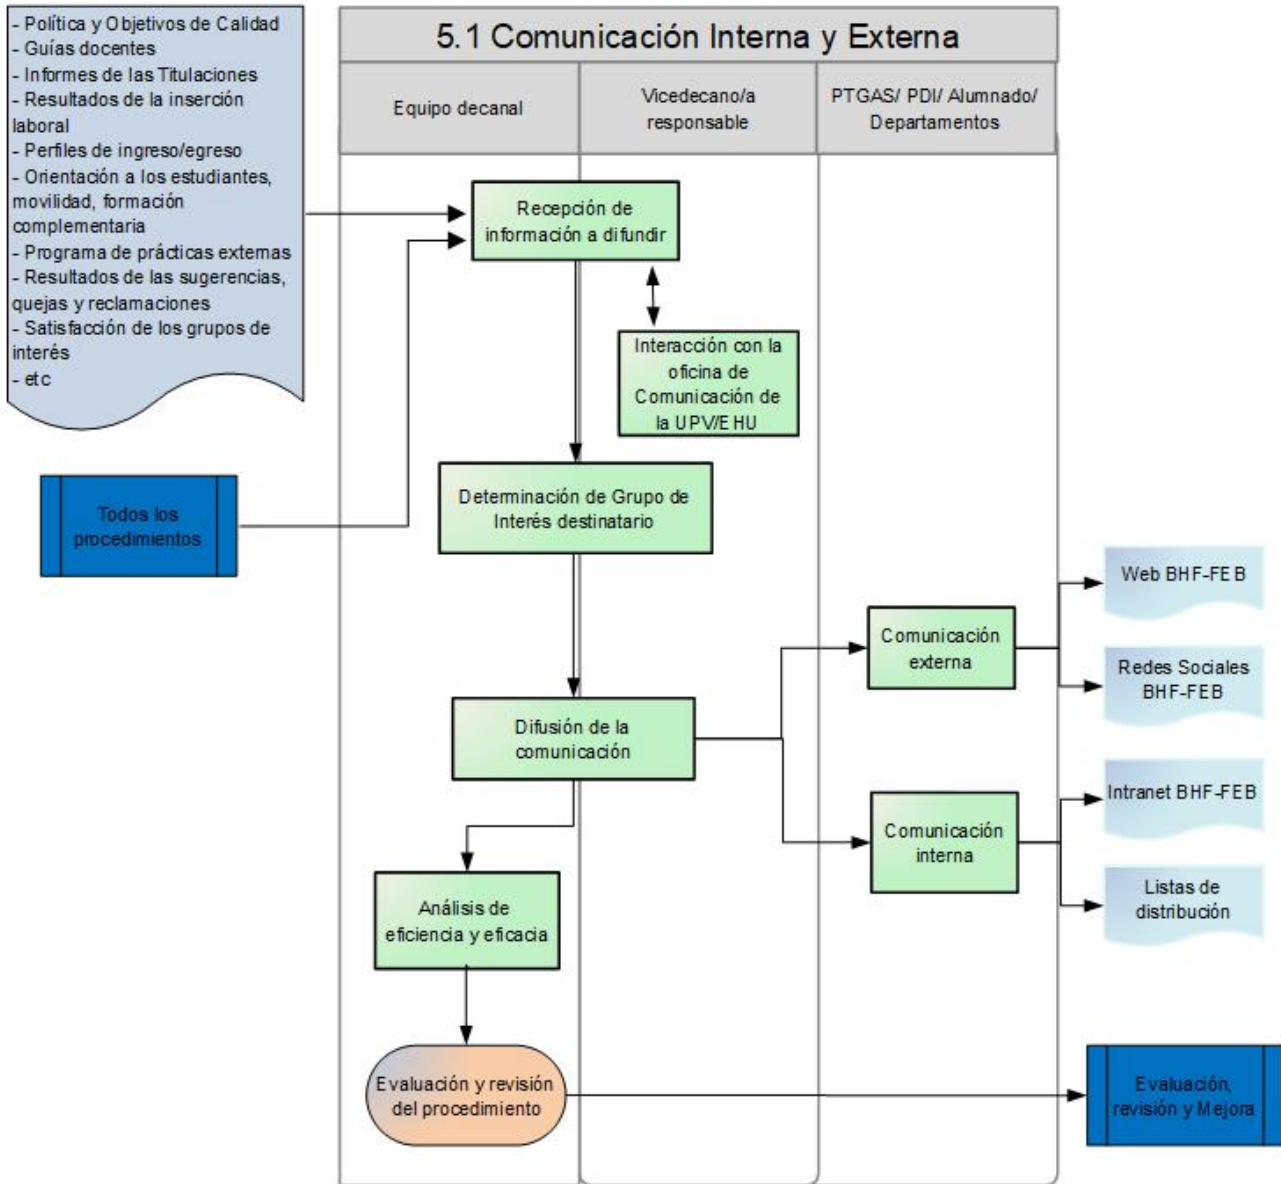 - Política y Objetivos de Calidad
- Guías docentes
- Informes de las Titulaciones
- Resultados de la inserción
laboral
- Perfiles de ingreso/egreso
- Orientación a los estudiantes,
movilidad, formación
complementaria
- Programa de prácticas externas
- Resultados de las sugerencias,
quejas y reclamaciones
- Satisfacción de los grupos de
interés
- etc
5.1 Comunicación Interna y Externa
Equipo decanal
Vicedecano/a
responsable
PTGAS/ PDI/ Alumnado/
Departamentos
Recepción de
información a difundir
Interacción con la
oficina de
Comunicación de
la UPV/EHU
Todos los
procedimientos
Determinación de Grupo de
Interés destinatario
Comunicación
externa
Web BHF-FEB
Redes Sociales
BHF-FEB
Difusión de la
comunicación
Comunicación
interna
Intranet BHF-FEB
Listas de
distribución
Análisis de
eficiencia y eficacia
Evaluación y revisión
del procedimiento
Evaluación,
revisión y Mejora